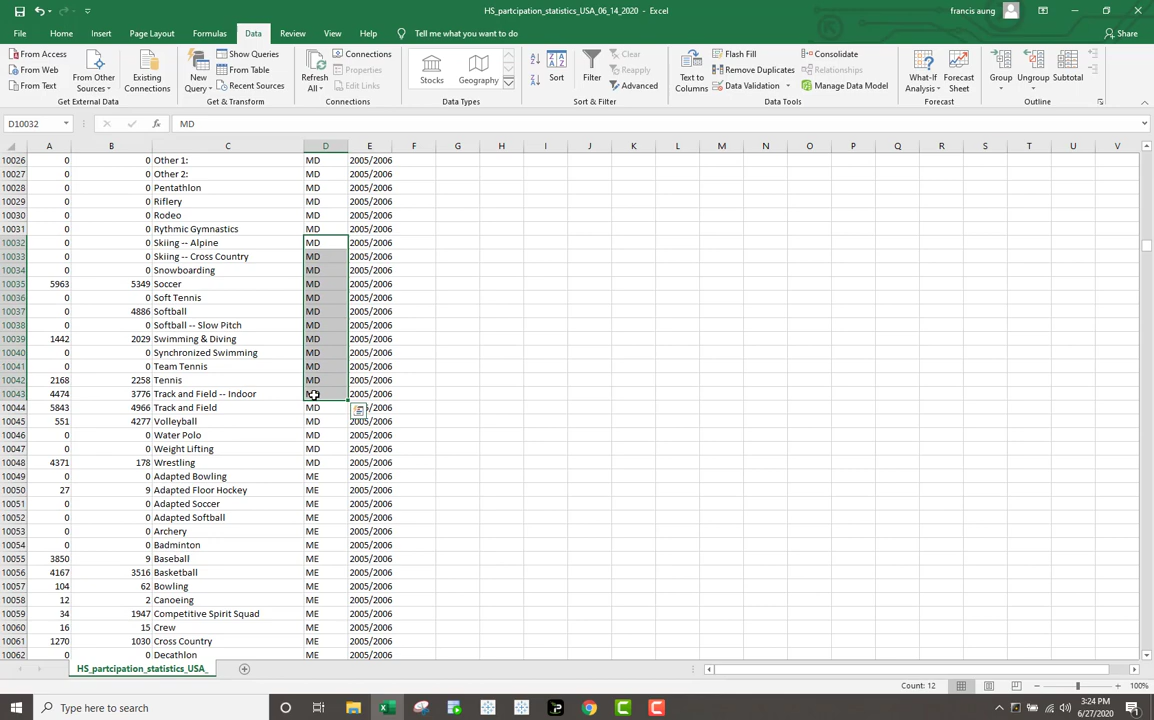 HS_partcipation_statistics_USA_06_14_2020 - Excel
francis aung
File Home Insert Page Layout Formulas Data Review View Help Tell me what you want to do Share
From Access
From Web
From Text
From Other Sources
Existing Connections
Get External Data
New Query
Show Queries
From Table
Recent Sources
Get & Transform
Refresh All
Connections
Properties
Edit Links
Connections
Stocks
Geography
Data Types
Sort
Filter
Clear
Reapply
Advanced
Sort & Filter
Text to Columns
Flash Fill
Remove Duplicates
Data Validation
Consolidate
Relationships
Manage Data Model
Data Tools
What-If Analysis
Forecast Sheet
Forecast
Group
Ungroup
Subtotal
Outline
D10032 fx MD
A B C D E F G H I J K L M N O P Q R S T U V
10026 0 0 Other 1: MD 2005/2006
10027 0 0 Other 2: MD 2005/2006
10028 0 0 Pentathlon MD 2005/2006
10029 0 0 Riflery MD 2005/2006
10030 0 0 Rodeo MD 2005/2006
10031 0 0 Rythmic Gymnastics MD 2005/2006
10032 0 0 Skiing -- Alpine MD 2005/2006
10033 0 0 Skiing -- Cross Country MD 2005/2006
10034 0 0 Snowboarding MD 2005/2006
10035 5963 5349 Soccer MD 2005/2006
10036 0 0 Soft Tennis MD 2005/2006
10037 0 4886 Softball MD 2005/2006
10038 0 0 Softball -- Slow Pitch MD 2005/2006
10039 1442 2029 Swimming & Diving MD 2005/2006
10040 0 0 Synchronized Swimming MD 2005/2006
10041 0 0 Team Tennis MD 2005/2006
10042 2168 2258 Tennis MD 2005/2006
10043 4474 3776 Track and Field -- Indoor 2005/2006
10044 5843 4966 Track and Field MD 5/2006
10045 551 4277 Volleyball MD 2005/2006
10046 0 0 Water Polo MD 2005/2006
10047 0 0 Weight Lifting MD 2005/2006
10048 4371 178 Wrestling MD 2005/2006
10049 0 0 Adapted Bowling ME 2005/2006
10050 27 9 Adapted Floor Hockey ME 2005/2006
10051 0 0 Adapted Soccer ME 2005/2006
10052 0 0 Adapted Softball ME 2005/2006
10053 0 0 Archery ME 2005/2006
10054 0 0 Badminton ME 2005/2006
10055 3850 9 Baseball ME 2005/2006
10056 4167 3516 Basketball ME 2005/2006
10057 104 62 Bowling ME 2005/2006
10058 12 2 Canoeing ME 2005/2006
10059 34 1947 Competitive Spirit Squad ME 2005/2006
10060 16 15 Crew ME 2005/2006
10061 1270 1030 Cross Country ME 2005/2006
10062 0 0 Decathlon ME 2005/2006
HS_partcipation_statistics_USA_
Count: 12 100%
Type here to search
3:24 PM
6/27/2020